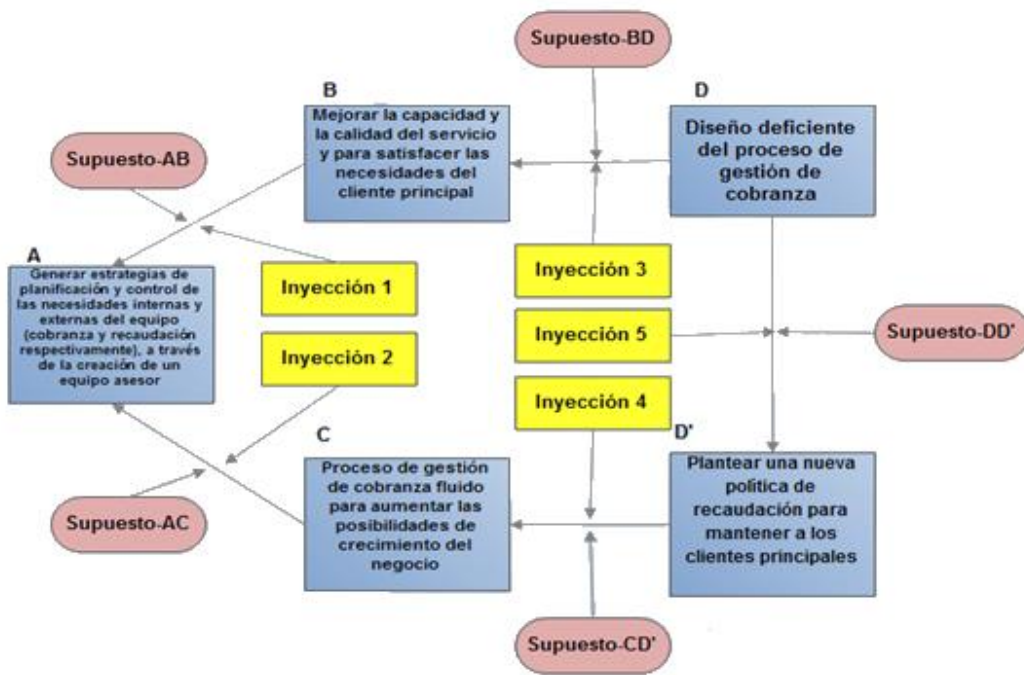 Supuesto-BD
B
Mejorar la capacidad y
la calidad del servicio
y para satisfacer las
necesidades del
cliente principal
D
Diseño deficiente
del proceso de
gestión de
cobranza
Supuesto-AB
A
Generar estrategias de
planificación y control de
las necesidades internas y
externas del equipo
(cobranza y recaudación
respectivamente), a través
de la creación de un
equipo asesor
Inyección 1
Inyección 2
Inyección 3
Inyección 5
Inyección 4
Supuesto-DD'
C
Proceso de gestión
de cobranza fluido
para aumentar las
posibilidades de
crecimiento del
negocio
D'
Plantear una nueva
política de
recaudación para
mantener a los
clientes principales
Supuesto-AC
Supuesto-CD'